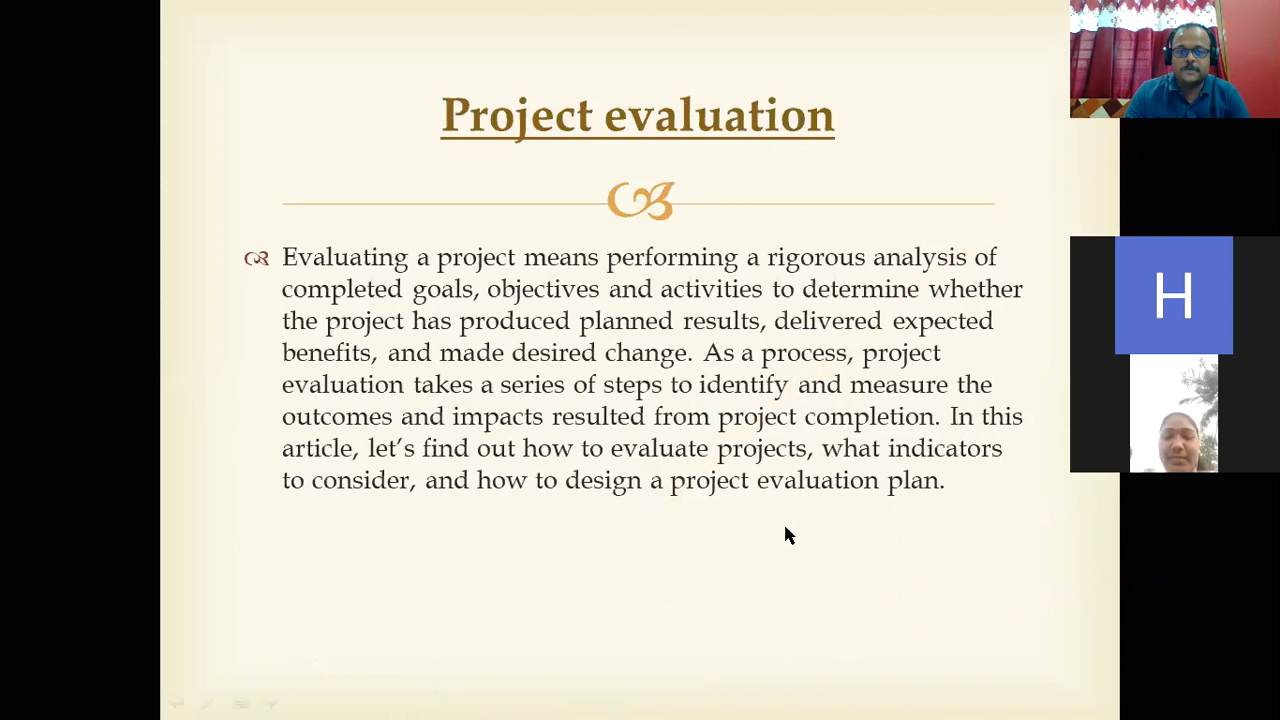 Project evaluation
Evaluating a project means performing a rigorous analysis of
completed goals, objectives and activities to determine whether
the project has produced planned results, delivered expected
benefits, and made desired change. As a process, project
evaluation takes a series of steps to identify and measure the
outcomes and impacts resulted from project completion. In this
article, let’s find out how to evaluate projects, what indicators
to consider, and how to design a project evaluation plan.
H